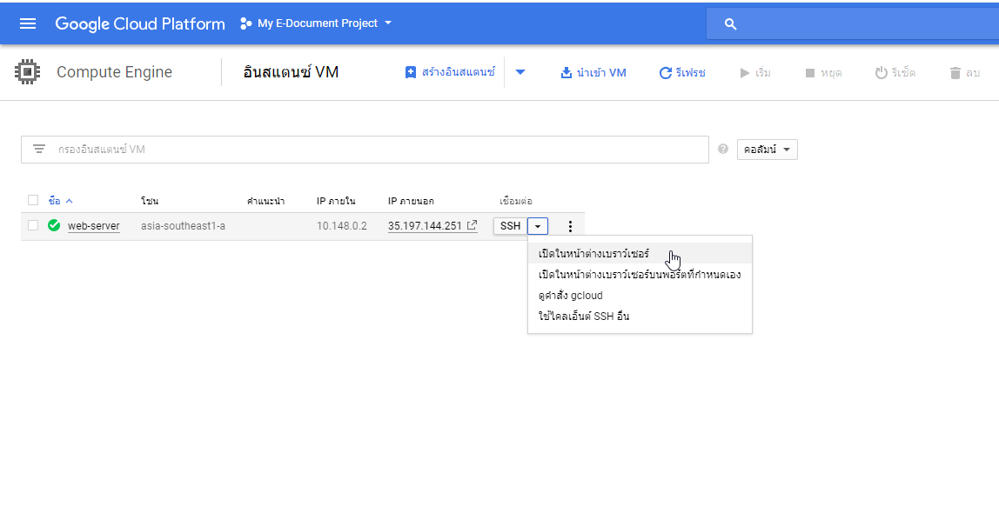 Google Cloud Platform My E-Document Project
Compute Engine อินสแตนซ์ VM สร้างอินสแตนซ์ นำเข้า VM รีเฟรช เริ่ม หยุด รีเซ็ต ลบ
กรองอินสแตนซ์ VM คอลัมน์
ชื่อ โซน คำแนะนำ IP ภายใน IP ภายนอก เชื่อมต่อ
web-server asia-southeast1-a 10.148.0.2 35.197.144.251 SSH
เปิดในหน้าต่างเบราว์เซอร์
เปิดในหน้าต่างเบราว์เซอร์บนพอร์ตที่กำหนดเอง
ดูคำสั่ง gcloud
ใช้ไคลเอ็นต์ SSH อื่น